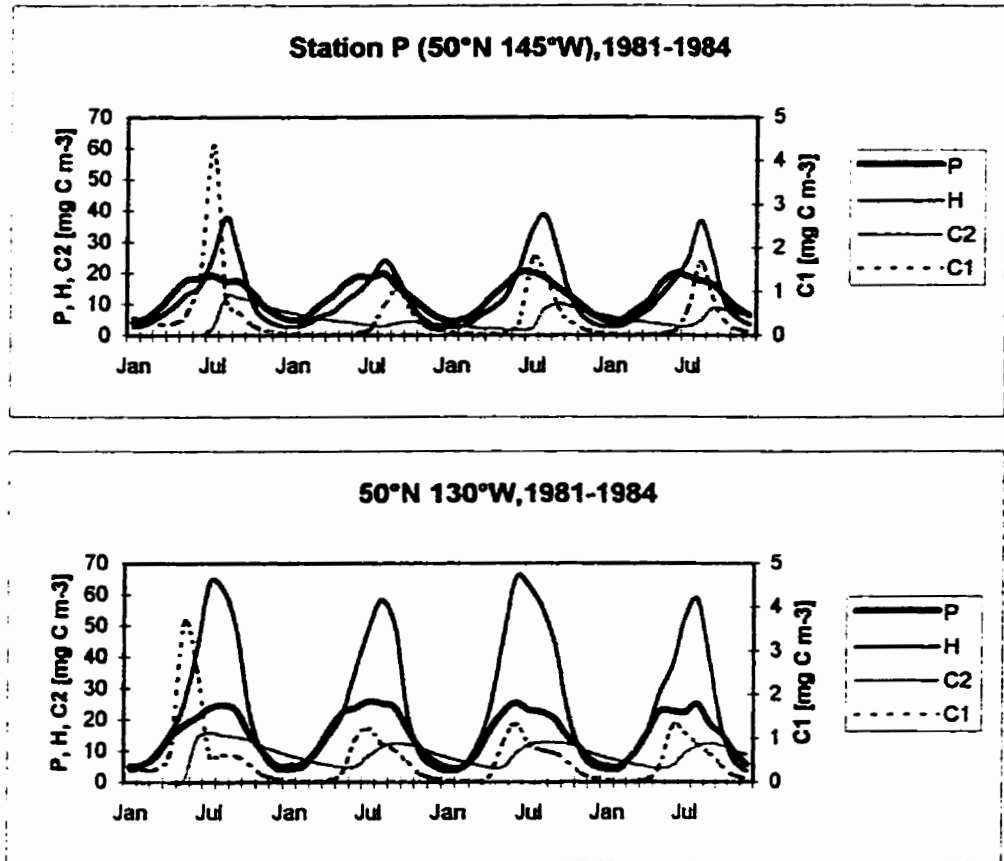 Station P (50°N 145°W),1981-1984
P, H, C2 [mg C m-3]
70
60
50
40
30
20
10
0
5
4
3
2
1
0
C1 [mg C m-3]
Jan Jul Jan Jul Jan Jul Jan Jul
P
H
C2
C1
50°N 130°W,1981-1984
P, H, C2 [mg C m-3]
70
60
50
40
30
20
10
0
5
4
3
2
1
0
C1 [mg C m-3]
Jan Jul Jan Jul Jan Jul Jan Jul
P
H
C2
C1